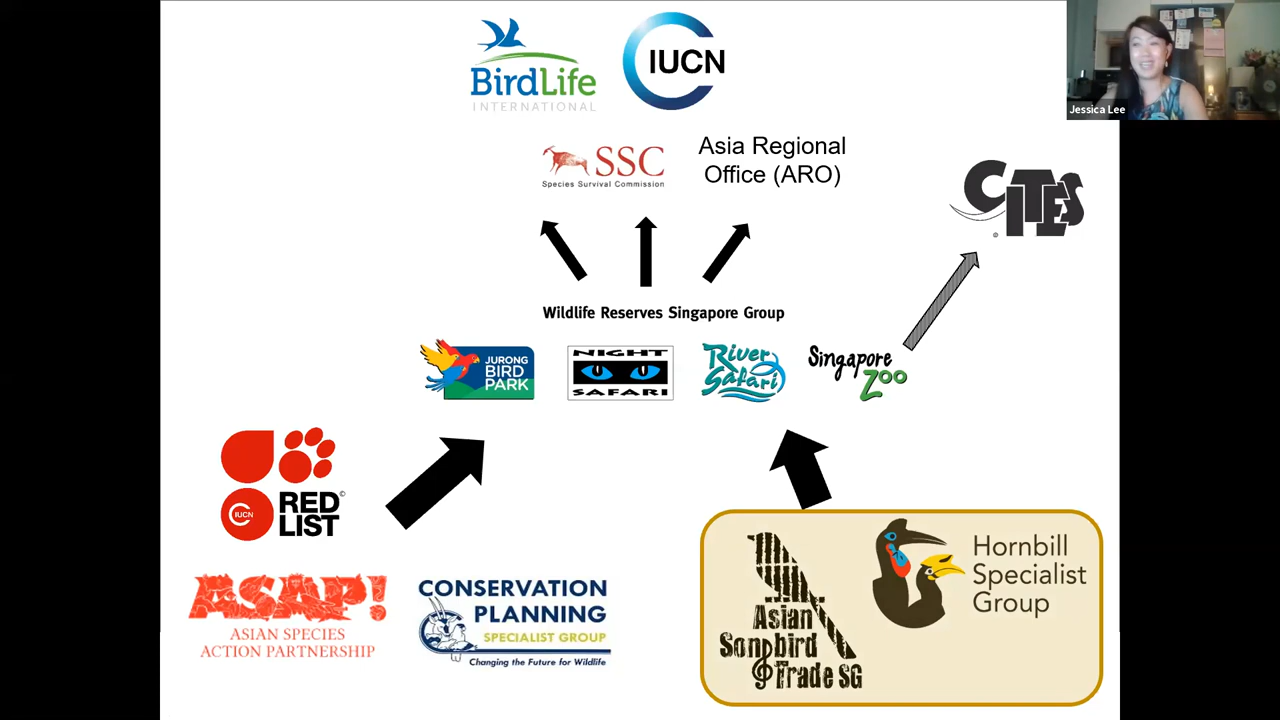 BirdLife
INTERNATIONAL
IUCN
Jessica Lee
SSC
Species Survival Commission
Asia Regional
Office (ARO)
CITES
®
Wildlife Reserves Singapore Group
JURONG
BIRD
PARK
NIGHT
SAFARI
River
Safari
Singapore
Zoo
IUCN
RED
LIST
©
ASAP!
ASIAN SPECIES
ACTION PARTNERSHIP
CONSERVATION
PLANNING
SPECIALIST GROUP
Changing the Future for Wildlife
Asian
Songbird
Trade SG
Hornbill
Specialist
Group